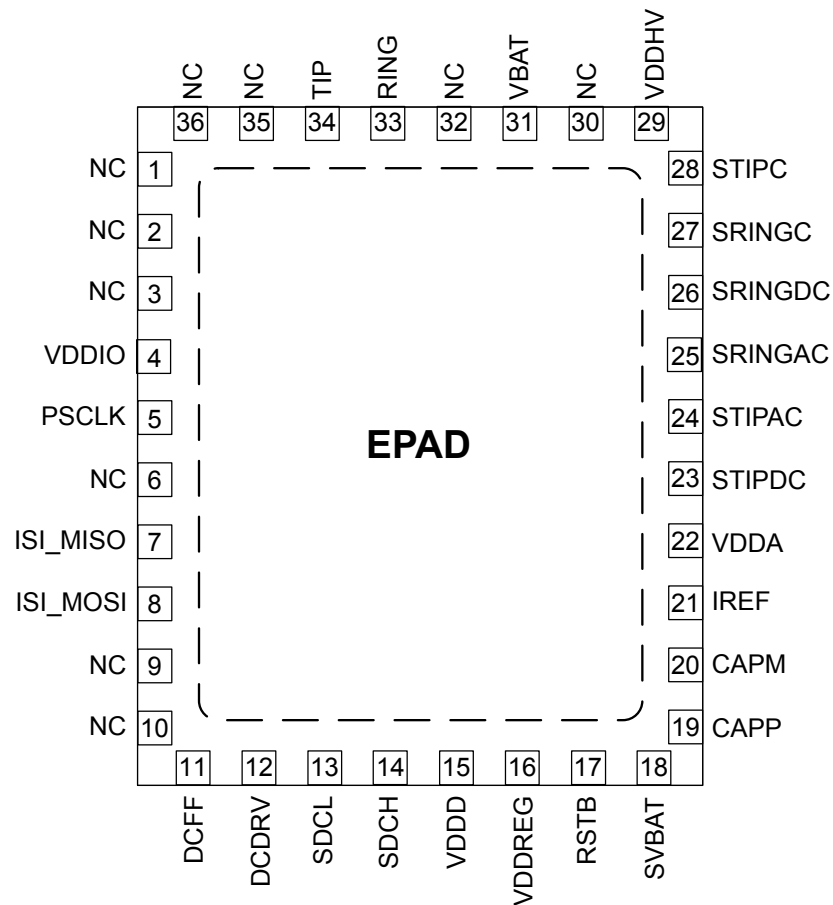 NC
NC
TIP
RING
NC
VBAT
NC
VDDHV
36
35
34
33
32
31
30
29
NC 1
28 STIPC
NC 2
27 SRINGC
NC 3
26 SRINGDC
VDDIO 4
25 SRINGAC
PSCLK 5
24 STIPAC
EPAD
NC 6
23 STIPDC
ISI_MISO 7
22 VDDA
ISI_MOSI 8
21 IREF
NC 9
20 CAPM
NC 10
19 CAPP
11
12
13
14
15
16
17
18
DCFF
DCDRV
SDCL
SDCH
VDDD
VDDREG
RSTB
SVBAT